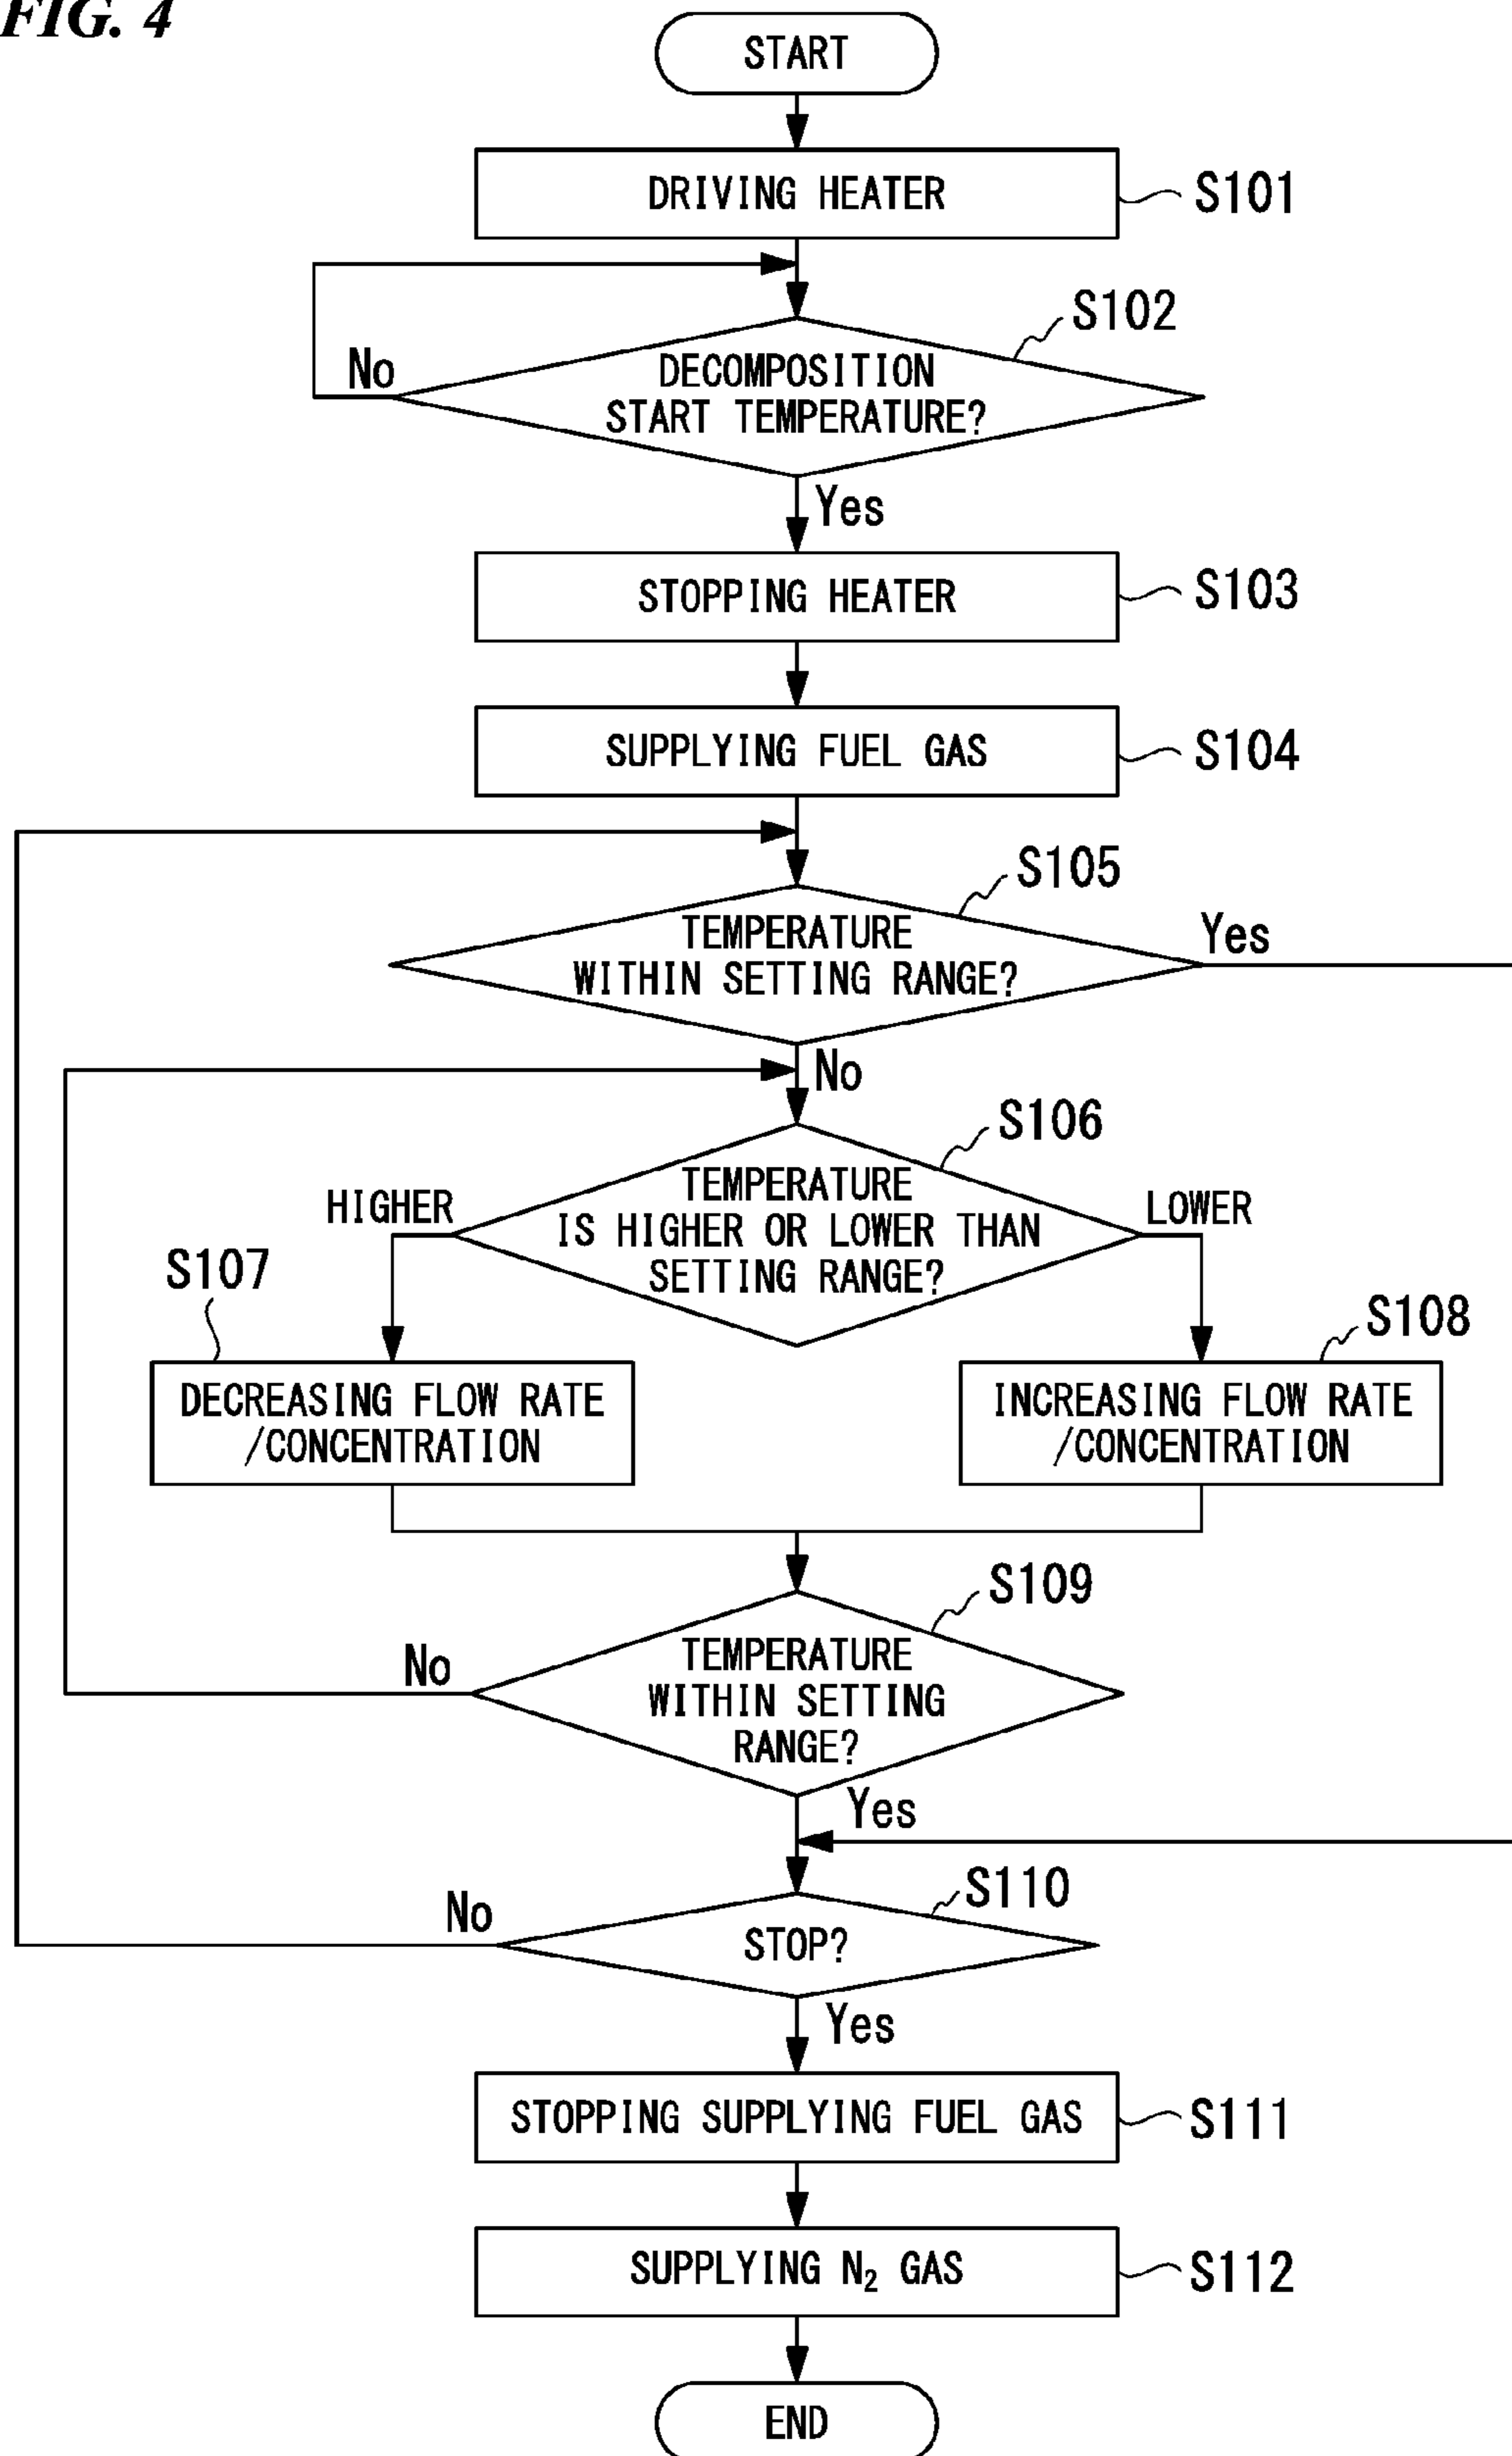 FIG. 4
START
DRIVING HEATER
S101
S102
No
DECOMPOSITION
START TEMPERATURE?
Yes
STOPPING HEATER
S103
SUPPLYING FUEL GAS
S104
S105
TEMPERATURE
WITHIN SETTING RANGE?
Yes
No
S106
TEMPERATURE
IS HIGHER OR LOWER THAN
SETTING RANGE?
HIGHER
LOWER
S107
S108
DECREASING FLOW RATE
/CONCENTRATION
INCREASING FLOW RATE
/CONCENTRATION
S109
No
TEMPERATURE
WITHIN SETTING
RANGE?
Yes
S110
No
STOP?
Yes
STOPPING SUPPLYING FUEL GAS
S111
SUPPLYING N₂ GAS
S112
END